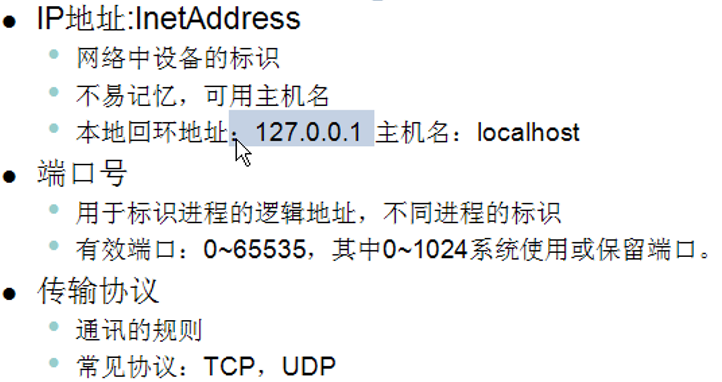 IP地址:InetAddress
网络中设备的标识
不易记忆，可用主机名
本地回环地址：127.0.0.1 主机名：localhost
端口号
用于标识进程的逻辑地址，不同进程的标识
有效端口：0~65535，其中0~1024系统使用或保留端口。
传输协议
通讯的规则
常见协议：TCP，UDP